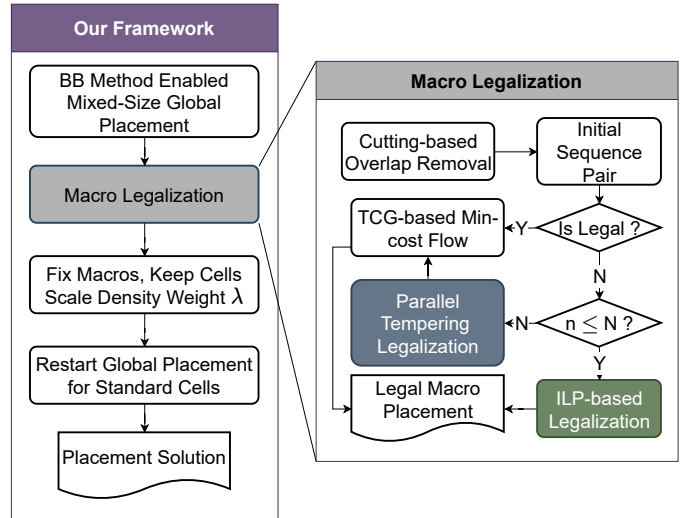 Our Framework
BB Method Enabled
Mixed-Size Global
Placement
Macro Legalization
Fix Macros, Keep Cells
Scale Density Weight λ
Restart Global Placement
for Standard Cells
Placement Solution
Macro Legalization
Cutting-based
Overlap Removal
Initial
Sequence
Pair
TCG-based Min-
cost Flow
Y
Is Legal ?
N
Parallel
Tempering
Legalization
N
n ≤ N ?
Y
Legal Macro
Placement
ILP-based
Legalization